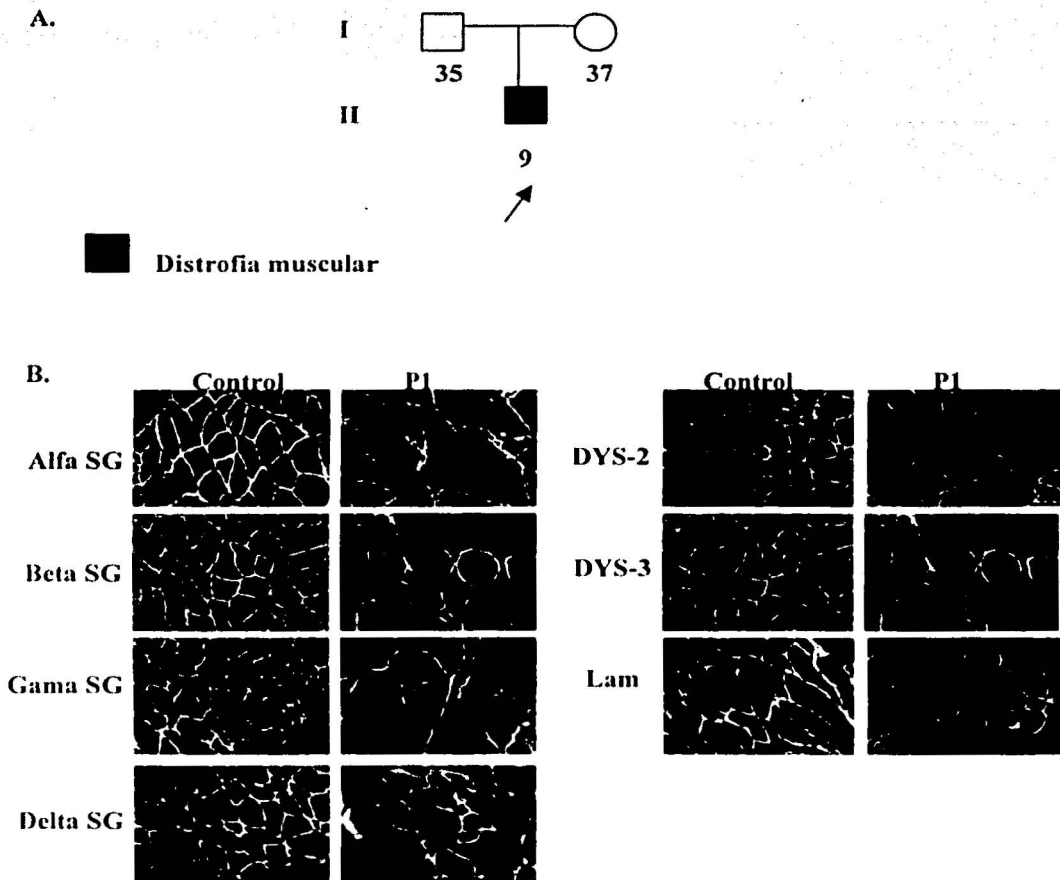 A.
I
35 37
II
9
Distrofia muscular
B.
Control P1 Control P1
Alfa SG DYS-2
Beta SG DYS-3
Gama SG Lam
Delta SG